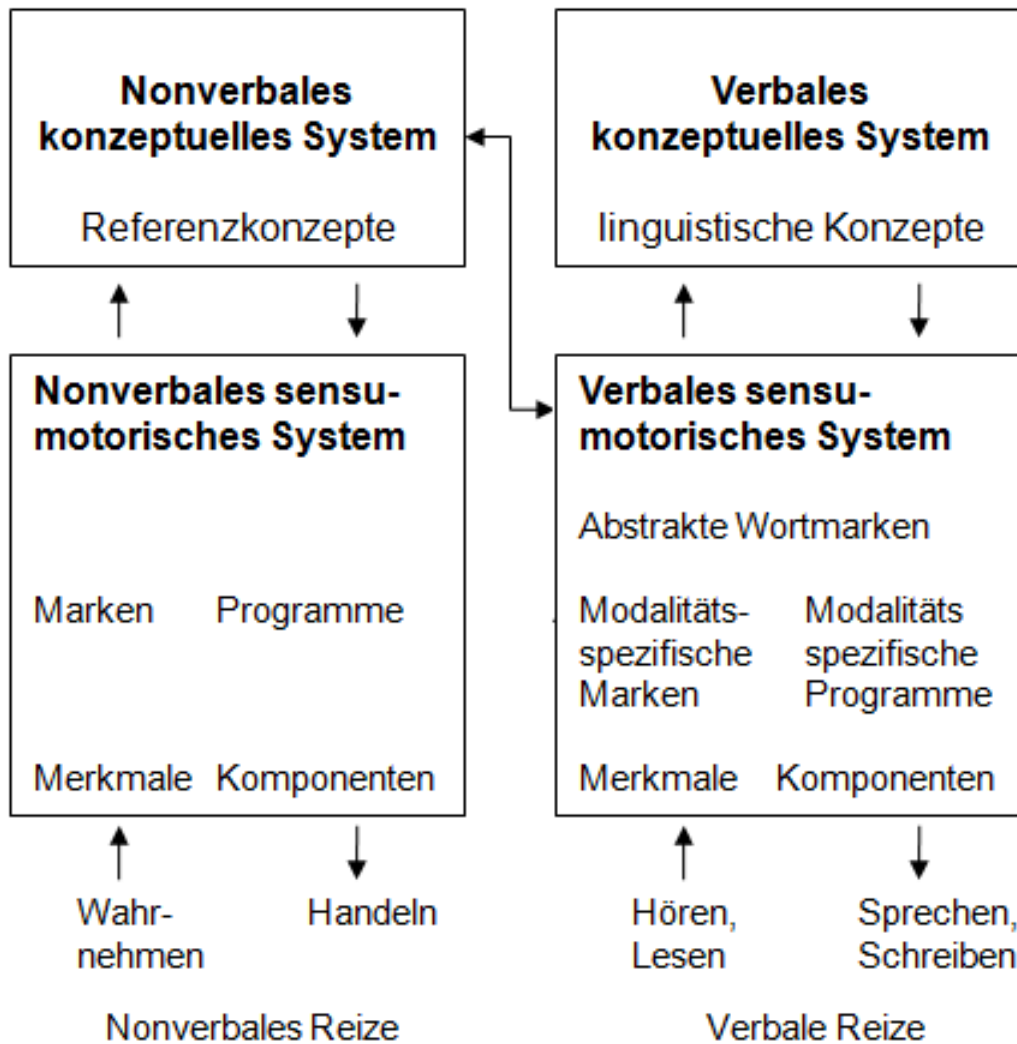 Nonverbales
konzeptuelles System
Referenzkonzepte
Verbales
konzeptuelles System
linguistische Konzepte
Nonverbales sensu-
motorisches System
Marken Programme
Merkmale Komponenten
Verbales sensu-
motorisches System
Abstrakte Wortmarken
Modalitäts-
spezifische
Marken
Modalitäts
spezifische
Programme
Merkmale Komponenten
Wahr-
nehmen
Handeln
Hören,
Lesen
Sprechen,
Schreiben
Nonverbales Reize
Verbale Reize